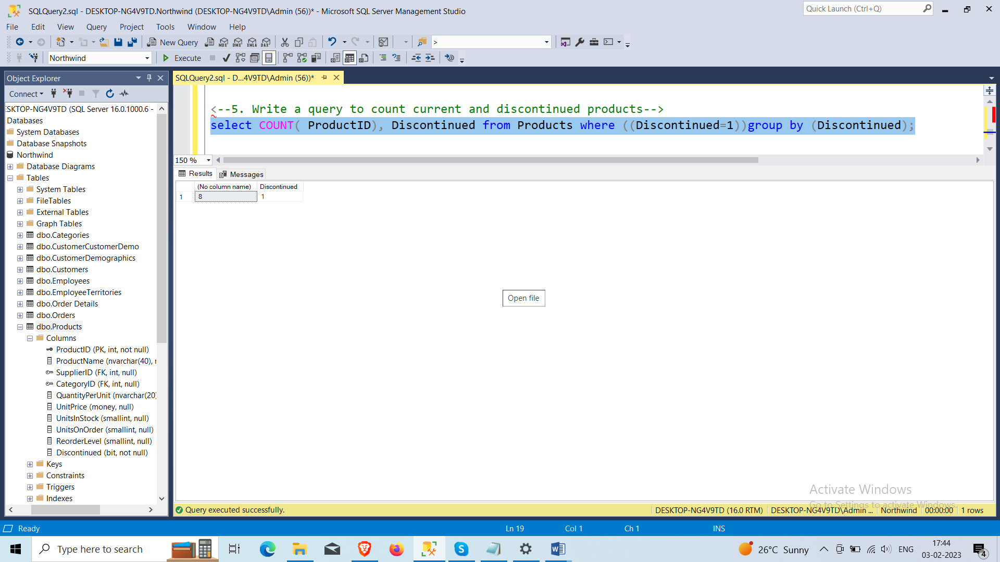 SQLQuery2.sql - DESKTOP-NG4V9TD.Northwind (DESKTOP-NG4V9TD\Admin (56))* - Microsoft SQL Server Management Studio
Quick Launch (Ctrl+Q)
File Edit View Query Project Tools Window Help
New Query MDX DMX XMLA DAX >
Northwind Execute
Object Explorer
SQLQuery2.sql - D...4V9TD\Admin (56))*
Connect
<--5. Write a query to count current and discontinued products-->
select COUNT( ProductID), Discontinued from Products where ((Discontinued=1))group by (Discontinued);
150 %
Results Messages
(No column name) Discontinued
1 8 1
SKTOP-NG4V9TD (SQL Server 16.0.1000.6 -
Databases
System Databases
Database Snapshots
Northwind
Database Diagrams
Tables
System Tables
FileTables
External Tables
Graph Tables
dbo.Categories
dbo.CustomerCustomerDemo
dbo.CustomerDemographics
dbo.Customers
dbo.Employees
dbo.EmployeeTerritories
dbo.Order Details
dbo.Orders
dbo.Products
Columns
ProductID (PK, int, not null)
ProductName (nvarchar(40),
SupplierID (FK, int, null)
CategoryID (FK, int, null)
QuantityPerUnit (nvarchar(20)
UnitPrice (money, null)
UnitsInStock (smallint, null)
UnitsOnOrder (smallint, null)
ReorderLevel (smallint, null)
Discontinued (bit, not null)
Keys
Constraints
Triggers
Indexes
Open file
Activate Windows
Go to Settings to activate Windows.
Query executed successfully.
DESKTOP-NG4V9TD (16.0 RTM) DESKTOP-NG4V9TD\Admin ... Northwind 00:00:00 1 rows
Ready Ln 19 Col 1 Ch 1 INS
Type here to search
26°C Sunny ENG 17:44
03-02-2023
4